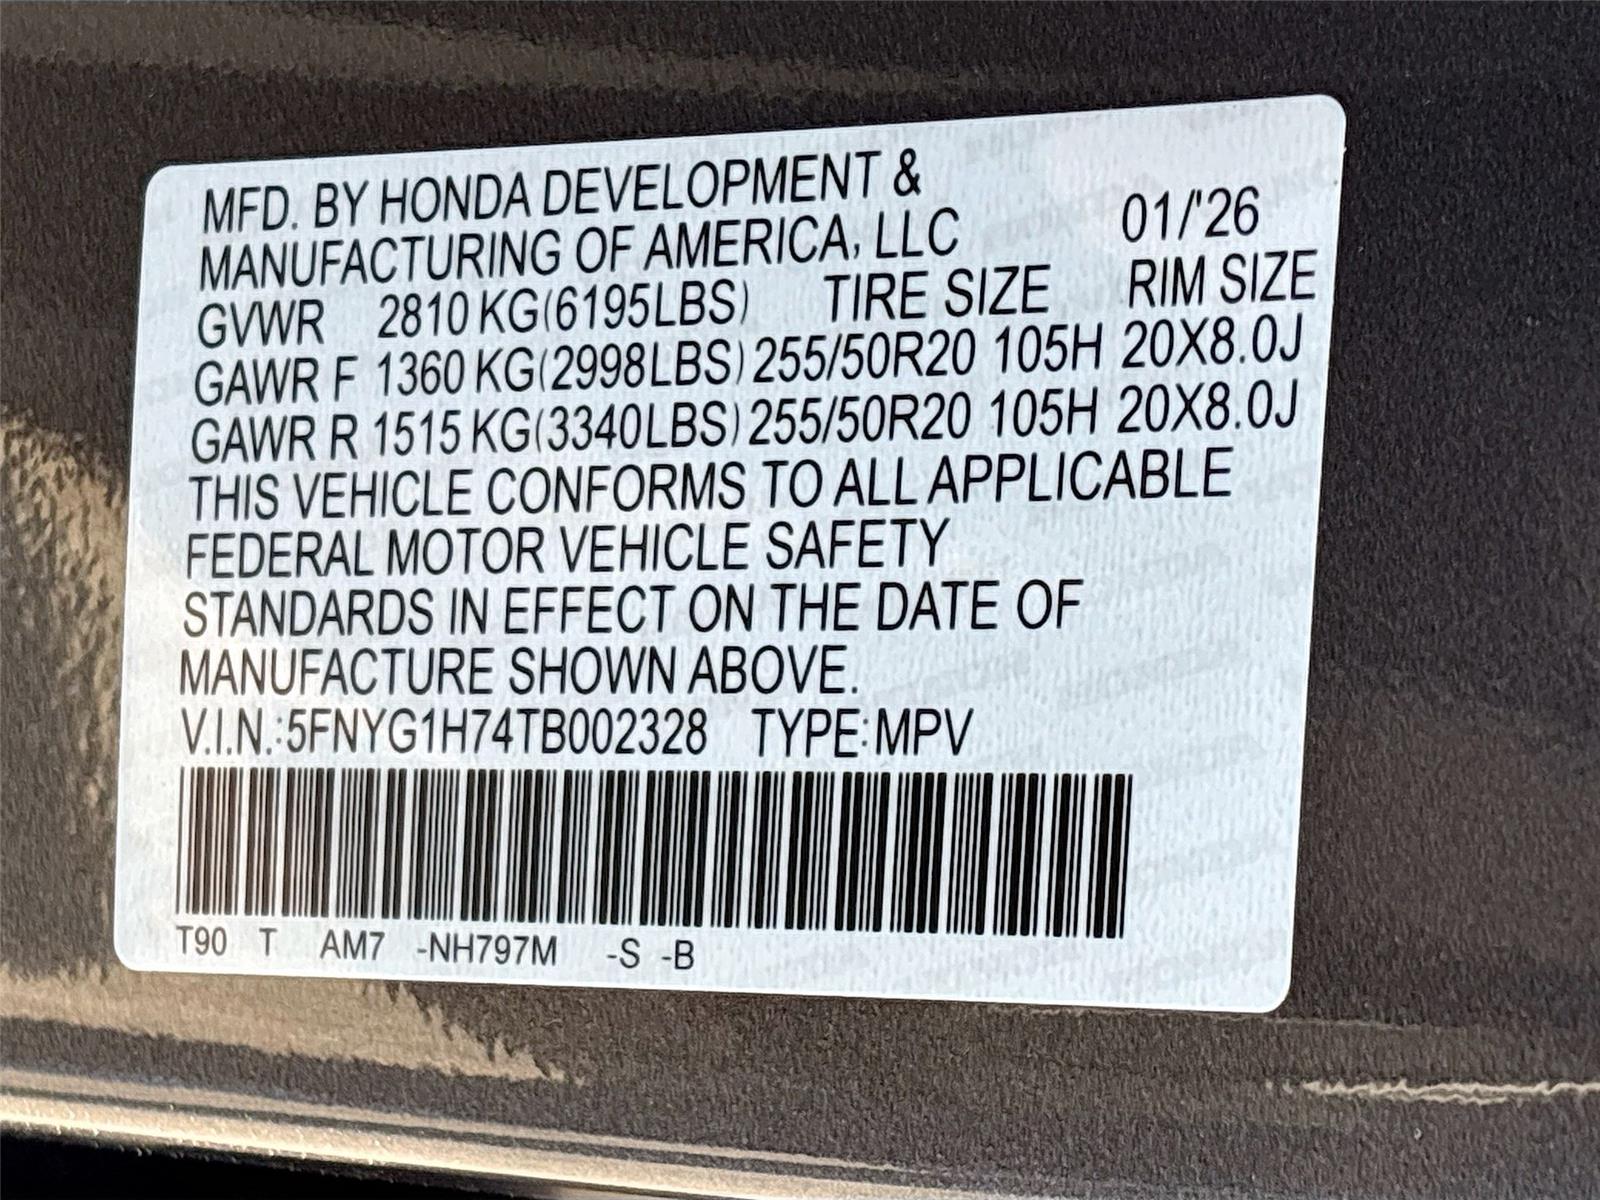 MFD. BY HONDA DEVELOPMENT &
MANUFACTURING OF AMERICA, LLC 01/'26
GVWR 2810 KG(6195LBS) TIRE SIZE RIM SIZE
GAWR F 1360 KG(2998LBS) 255/50R20 105H 20X8.0J
GAWR R 1515 KG(3340LBS) 255/50R20 105H 20X8.0J
THIS VEHICLE CONFORMS TO ALL APPLICABLE
FEDERAL MOTOR VEHICLE SAFETY
STANDARDS IN EFFECT ON THE DATE OF
MANUFACTURE SHOWN ABOVE.
V.I.N.:5FNYG1H74TB002328 TYPE:MPV
T90 T AM7 -NH797M -S -B